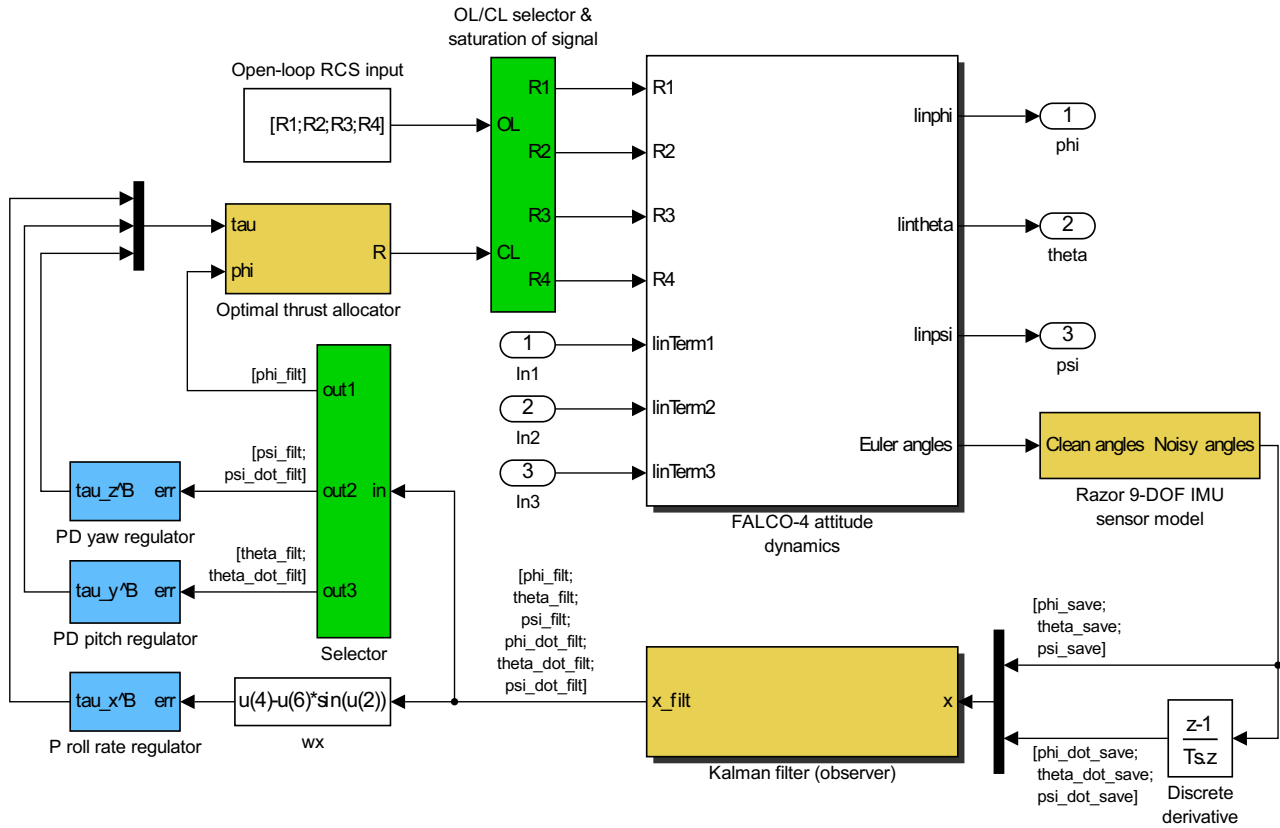 OL/CL selector &
saturation of signal
Open-loop RCS input
[R1;R2;R3;R4]
OL
CL
R1
R2
R3
R4
R1
R2
R3
R4
linTerm1
linTerm2
linTerm3
linphi
lintheta
linpsi
Euler angles
FALCO-4 attitude
dynamics
1
phi
2
theta
3
psi
tau
phi
R
Optimal thrust allocator
1
In1
2
In2
3
In3
Clean angles
Noisy angles
Razor 9-DOF IMU
sensor model
[phi_filt]
out1
[psi_filt;
psi_dot_filt]
out2
in
[theta_filt;
theta_dot_filt]
out3
Selector
tau_z^B
err
PD yaw regulator
tau_y^B
err
PD pitch regulator
tau_x^B
err
P roll rate regulator
u(4)-u(6)*sin(u(2))
wx
[phi_filt;
theta_filt;
psi_filt;
phi_dot_filt;
theta_dot_filt;
psi_dot_filt]
x_filt
x
Kalman filter (observer)
[phi_save;
theta_save;
psi_save]
[phi_dot_save;
theta_dot_save;
psi_dot_save]
z-1
Ts.z
Discrete
derivative